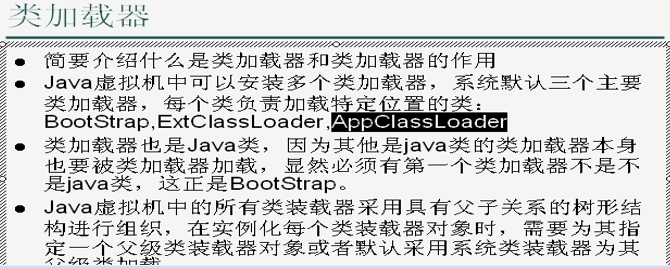 类加载器
简要介绍什么是类加载器和类加载器的作用
Java虚拟机中可以安装多个类加载器，系统默认三个主要
类加载器，每个类负责加载特定位置的类：
BootStrap,ExtClassLoader,AppClassLoader
类加载器也是Java类，因为其他是java类的类加载器本身
也要被类加载器加载，显然必须有第一个类加载器不是不
是java类，这正是BootStrap。
Java虚拟机中的所有类装载器采用具有父子关系的树形结
构进行组织，在实例化每个类装载器对象时，需要为其指
定一个父级类装载器对象或者默认采用系统类装载器为其
父级类加载